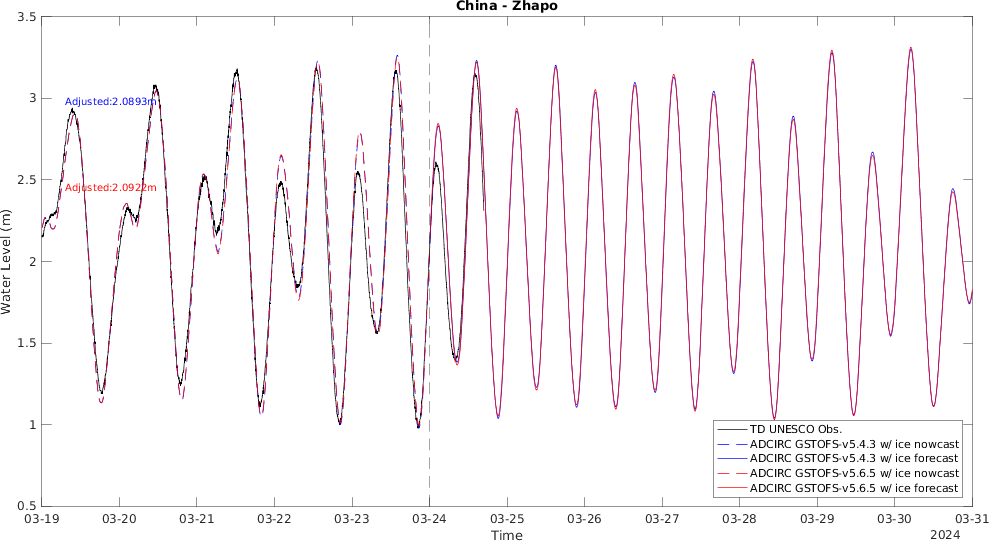 China - Zhapo
3.5
3
2.5
2
1.5
1
0.5
Water Level (m)
Adjusted:2.0893m
Adjusted:2.0922m
TD UNESCO Obs.
ADCIRC GSTOFS-v5.4.3 w/ ice nowcast
ADCIRC GSTOFS-v5.4.3 w/ ice forecast
ADCIRC GSTOFS-v5.6.5 w/ ice nowcast
ADCIRC GSTOFS-v5.6.5 w/ ice forecast
03-19 03-20 03-21 03-22 03-23 03-24 03-25 03-26 03-27 03-28 03-29 03-30 03-31
Time
2024